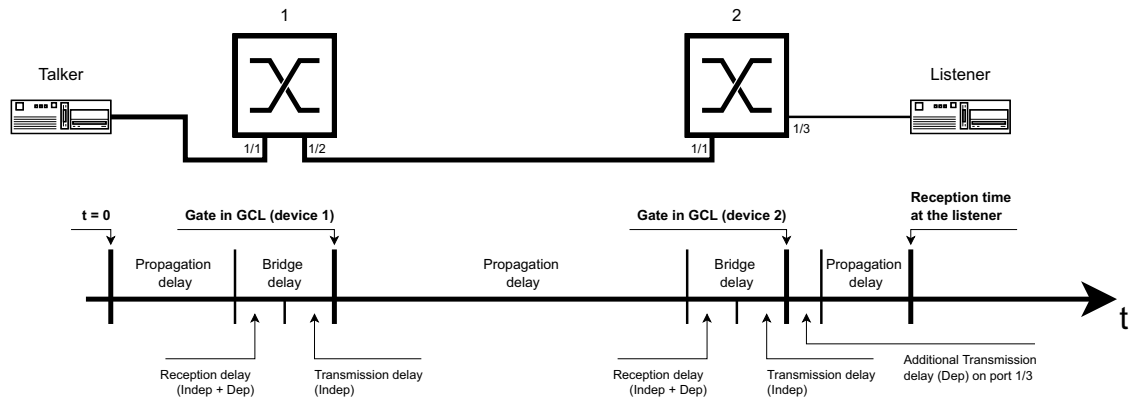 1
2
Talker
Listener
1/1
1/2
1/1
1/3
t = 0
Gate in GCL (device 1)
Gate in GCL (device 2)
Reception time
at the listener
Propagation
delay
Bridge
delay
Propagation
delay
Bridge
delay
Propagation
delay
t
Reception delay
(Indep + Dep)
Transmission delay
(Indep)
Reception delay
(Indep + Dep)
Transmission delay
(Indep)
Additional Transmission
delay (Dep) on port 1/3